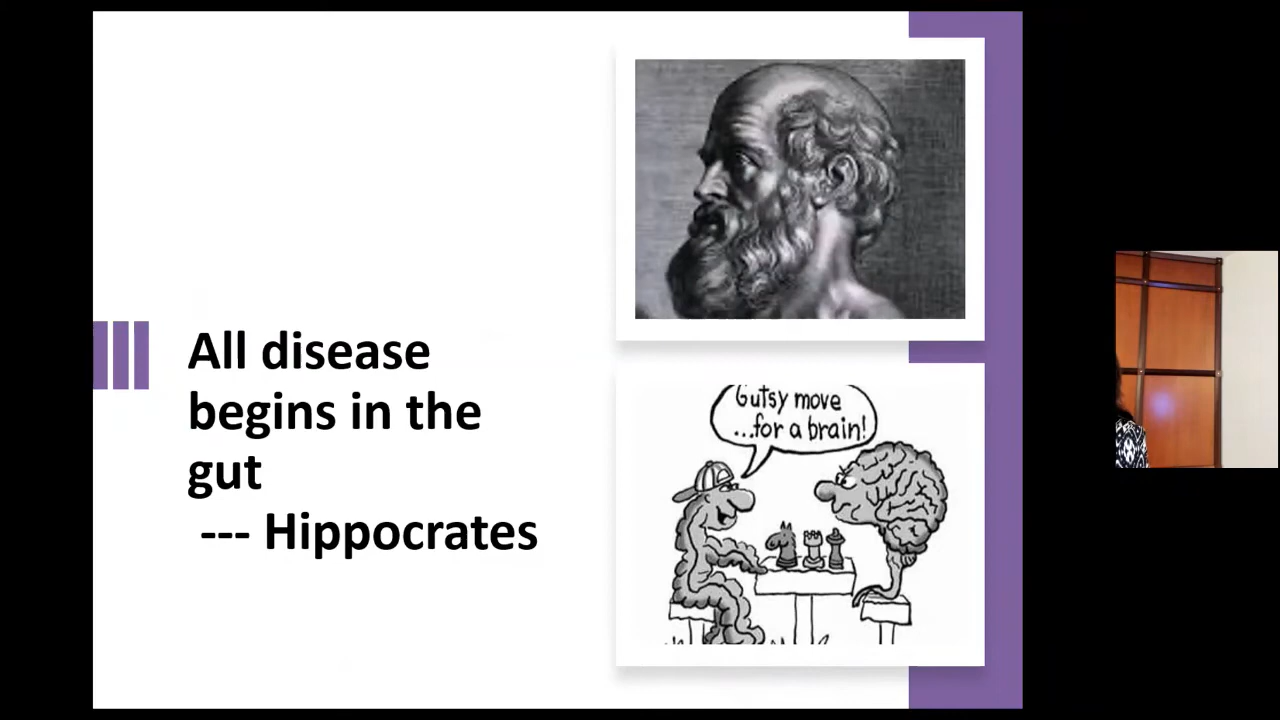 All disease
begins in the
gut
--- Hippocrates
Gutsy move
...for a brain!